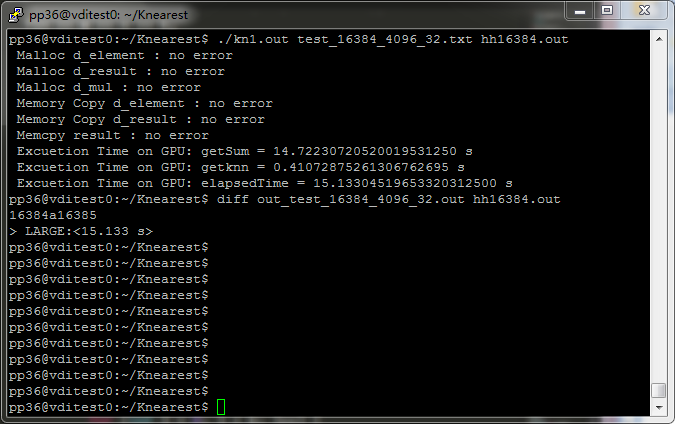 pp36@vditest0: ~/Knearest
pp36@vditest0:~/Knearest$ ./kn1.out test_16384_4096_32.txt hh16384.out
Malloc d_element : no error
Malloc d_result : no error
Malloc d_mul : no error
Memory Copy d_element : no error
Memory Copy d_result : no error
Memcpy result : no error
Excuetion Time on GPU: getSum = 14.72230720520019531250 s
Excuetion Time on GPU: getknn = 0.41072875261306762695 s
Excuetion Time on GPU: elapsedTime = 15.13304519653320312500 s
pp36@vditest0:~/Knearest$ diff out_test_16384_4096_32.out hh16384.out
16384a16385
> LARGE:<15.133 s>
pp36@vditest0:~/Knearest$
pp36@vditest0:~/Knearest$
pp36@vditest0:~/Knearest$
pp36@vditest0:~/Knearest$
pp36@vditest0:~/Knearest$
pp36@vditest0:~/Knearest$
pp36@vditest0:~/Knearest$
pp36@vditest0:~/Knearest$
pp36@vditest0:~/Knearest$
pp36@vditest0:~/Knearest$
pp36@vditest0:~/Knearest$